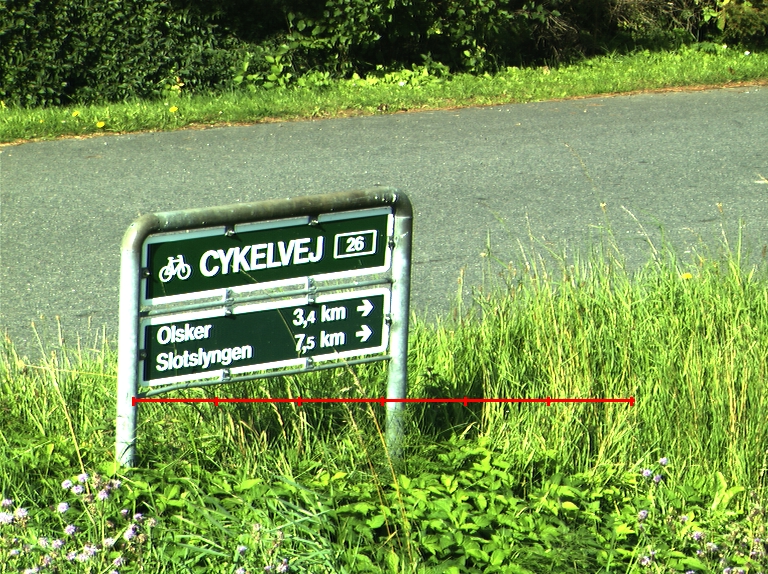 CYKELVEJ 26
Olsker 3,4 km →
Slotslyngen 7,5 km →